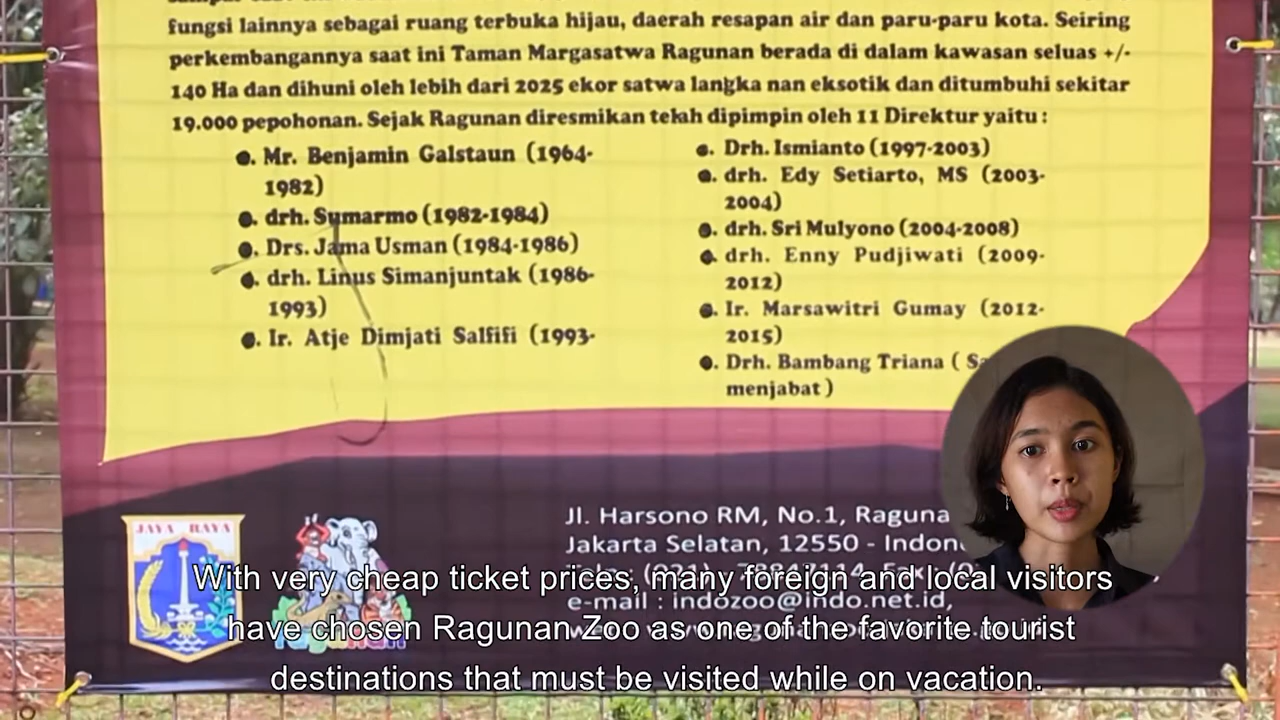 fungsi lainnya sebagai ruang terbuka hijau, daerah resapan air dan paru-paru kota. Seiring
perkembangannya saat ini Taman Margasatwa Ragunan berada di dalam kawasan seluas +/-
140 Ha dan dihuni oleh lebih dari 2025 ekor satwa langka nan eksotik dan ditumbuhi sekitar
19.000 pepohonan. Sejak Ragunan diresmikan telah dipimpin oleh 11 Direktur yaitu :
Mr. Benjamin Galstaun (1964-
1982)
drh. Sumarmo (1982-1984)
Drs. Jama Usman (1984-1986)
drh. Linus Simanjuntak (1986-
1993)
Ir. Atje Dimjati Salfifi (1993-
Drh. Ismianto (1997-2003)
drh. Edy Setiarto, MS (2003-
2004)
drh. Sri Mulyono (2004-2008)
drh. Enny Pudjiwati (2009-
2012)
Ir. Marsawitri Gumay (2012-
2015)
Drh. Bambang Triana (
menjabat )
JAYA RAYA
Jl. Harsono RM, No.1,
Jakarta Selatan, 12550 -
e-mail : indozoo@indo.net.id,
With very cheap ticket prices, many foreign and local visitors
have chosen Ragunan Zoo as one of the favorite tourist
destinations that must be visited while on vacation.